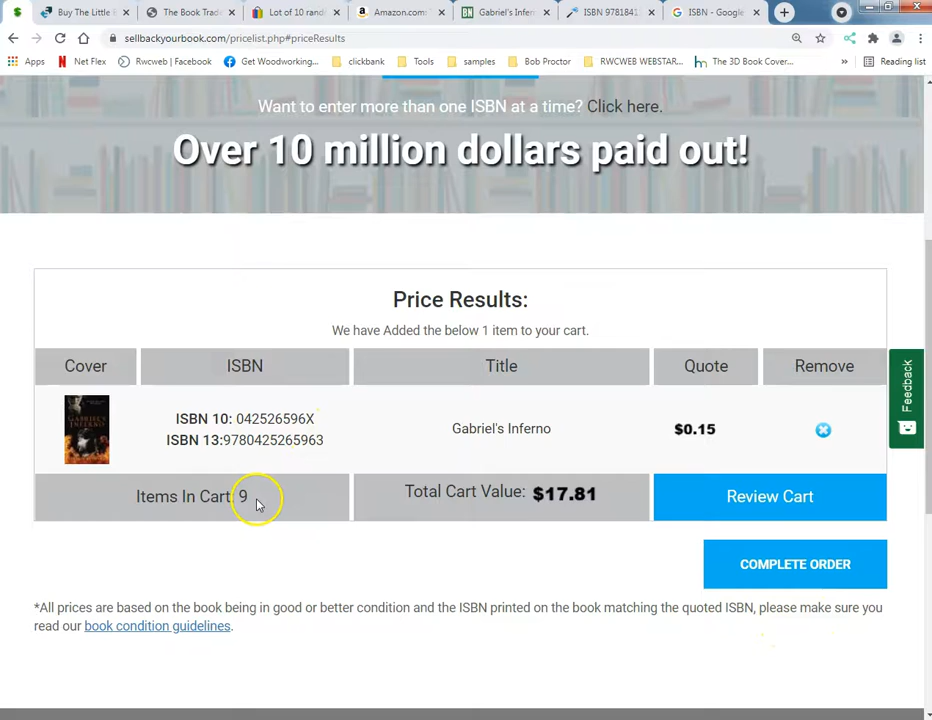 Buy The Little B
The Book Trade
Lot of 10 rand
Amazon.com:
Gabriel's Infern
ISBN 9781841
ISBN - Google
sellbackyourbook.com/pricelist.php#priceResults
Apps
Net Flex
Rwcweb | Facebook
Get Woodworking...
clickbank
Tools
samples
Bob Proctor
RWCWEB WEBSTAR...
The 3D Book Cover...
»
Reading list
Want to enter more than one ISBN at a time? Click here.
Over 10 million dollars paid out!
Price Results:
We have Added the below 1 item to your cart.
Cover
ISBN
Title
Quote
Remove
GABRIEL'S
INFERNO
ISBN 10: 042526596X
ISBN 13:9780425265963
Gabriel's Inferno
$0.15
Items In Cart: 9
Total Cart Value: $17.81
Review Cart
COMPLETE ORDER
*All prices are based on the book being in good or better condition and the ISBN printed on the book matching the quoted ISBN, please make sure you
read our book condition guidelines.
Feedback